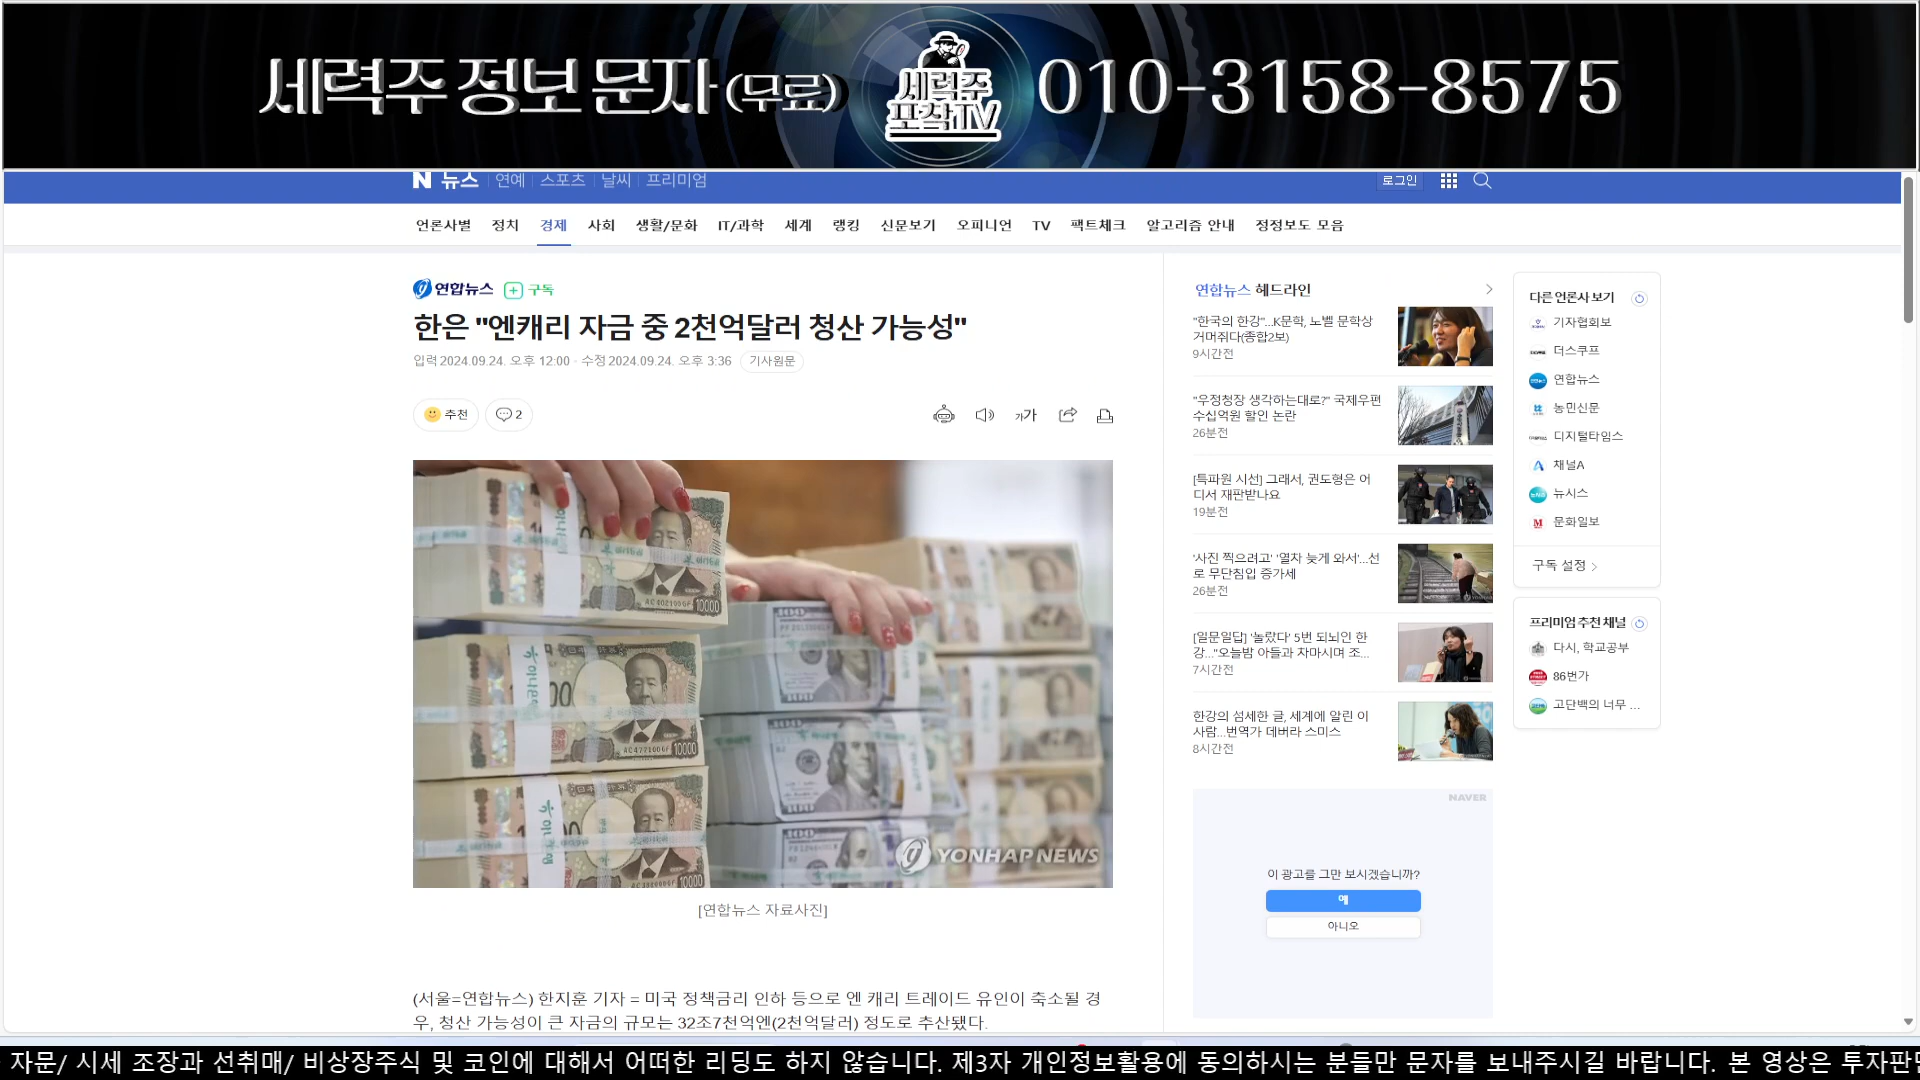 세력주 정보 문자 (무료)
세력주
포착TV
010-3158-8575
N 뉴스 연예 스포츠 날씨 프리미엄
로그인
언론사별 정치 경제 사회 생활/문화 IT/과학 세계 랭킹 신문보기 오피니언 TV 팩트체크 알고리즘 안내 정정보도 모음
연합뉴스 구독
한은 "엔캐리 자금 중 2천억달러 청산 가능성"
입력 2024.09.24. 오후 12:00 · 수정 2024.09.24. 오후 3:36 기사원문
추천 2
가가
YONHAP NEWS
[연합뉴스 자료사진]
(서울=연합뉴스) 한지훈 기자 = 미국 정책금리 인하 등으로 엔 캐리 트레이드 유인이 축소될 경
우, 청산 가능성이 큰 자금의 규모는 32조7천억엔(2천억달러) 정도로 추산됐다.
연합뉴스 헤드라인
"한국의 한강"...K문학, 노벨 문학상
거머쥐다(종합2보)
9시간전
"우정청장 생각하는대로?" 국제우편
수십억원 할인 논란
26분전
[특파원 시선] 그래서, 권도형은 어
디서 재판받나요
19분전
'사진 찍으려고' '열차 늦게 와서'...선
로 무단침입 증가세
26분전
[일문일답] '놀랐다' 5번 되뇌인 한
강..."오늘밤 아들과 차마시며 조...
7시간전
한강의 섬세한 글, 세계에 알린 이
사람...번역가 데버라 스미스
8시간전
NAVER
이 광고를 그만 보시겠습니까?
예
아니오
다른 언론사 보기
기자협회보
더스쿠프
연합뉴스
농민신문
디지털타임스
채널A
뉴시스
문화일보
구독 설정
프리미엄 추천 채널
다시, 학교공부
86번가
고단백의 너무 ...
자문/ 시세 조장과 선취매/ 비상장주식 및 코인에 대해서 어떠한 리딩도 하지 않습니다. 제3자 개인정보활용에 동의하시는 분들만 문자를 보내주시길 바랍니다. 본 영상은 투자판단